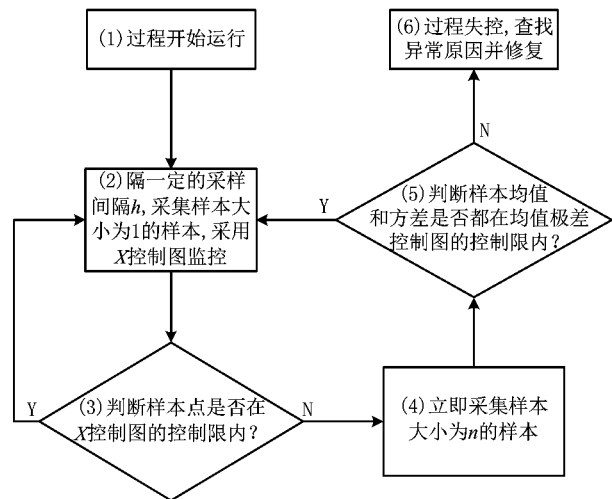 (1)过程开始运行
(2)隔一定的采样
间隔h,采集样本大
小为1的样本,采用
X控制图监控
(3)判断样本点是否在
X控制图的控制限内?
Y
N
(4)立即采集样本
大小为n的样本
(5)判断样本均值
和方差是否都在均值极差
控制图的控制限内?
Y
N
(6)过程失控,查找
异常原因并修复